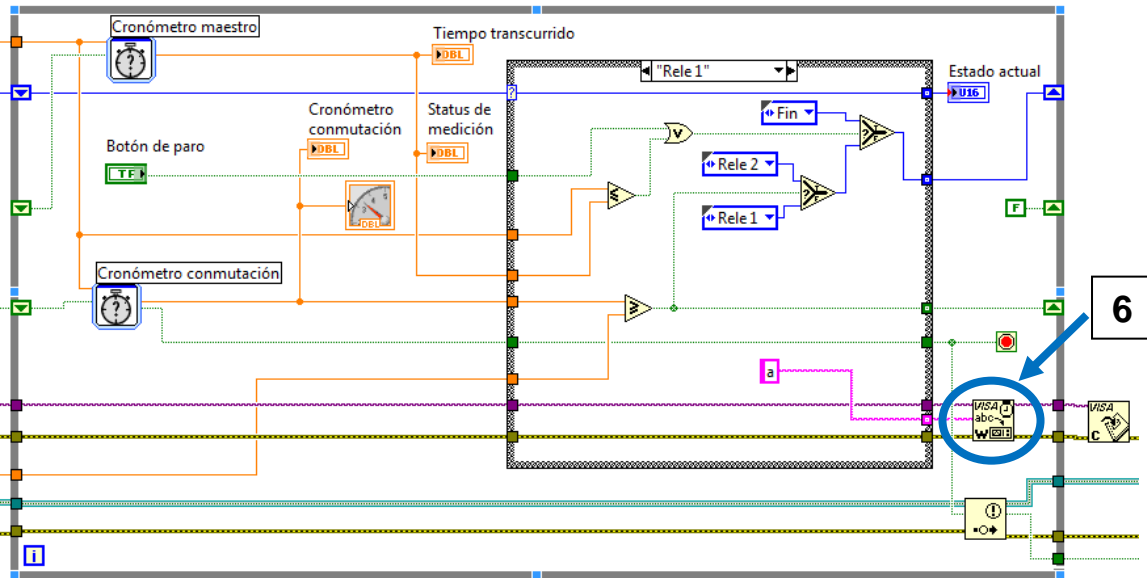 Cronómetro maestro
Tiempo transcurrido
DBL
"Rele 1"
Estado actual
U16
Cronómetro
conmutación
DBL
Status de
medición
DBL
Fin
Botón de paro
TF
Rele 2
DBL
Rele 1
F
Cronómetro conmutación
6
a
VISA
abc
W
VISA
C
i